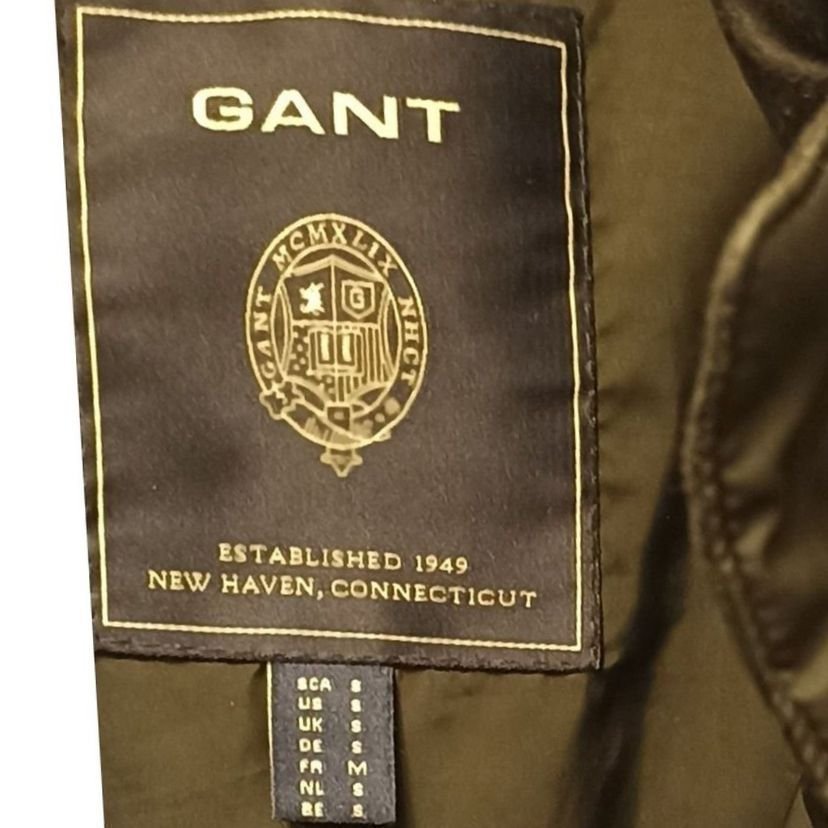 GANT
GANT MCMXLIX NHCT
G
ESTABLISHED 1949
NEW HAVEN, CONNECTICUT
SCA S
US S
UK S
DE S
FR M
NL S
BE S